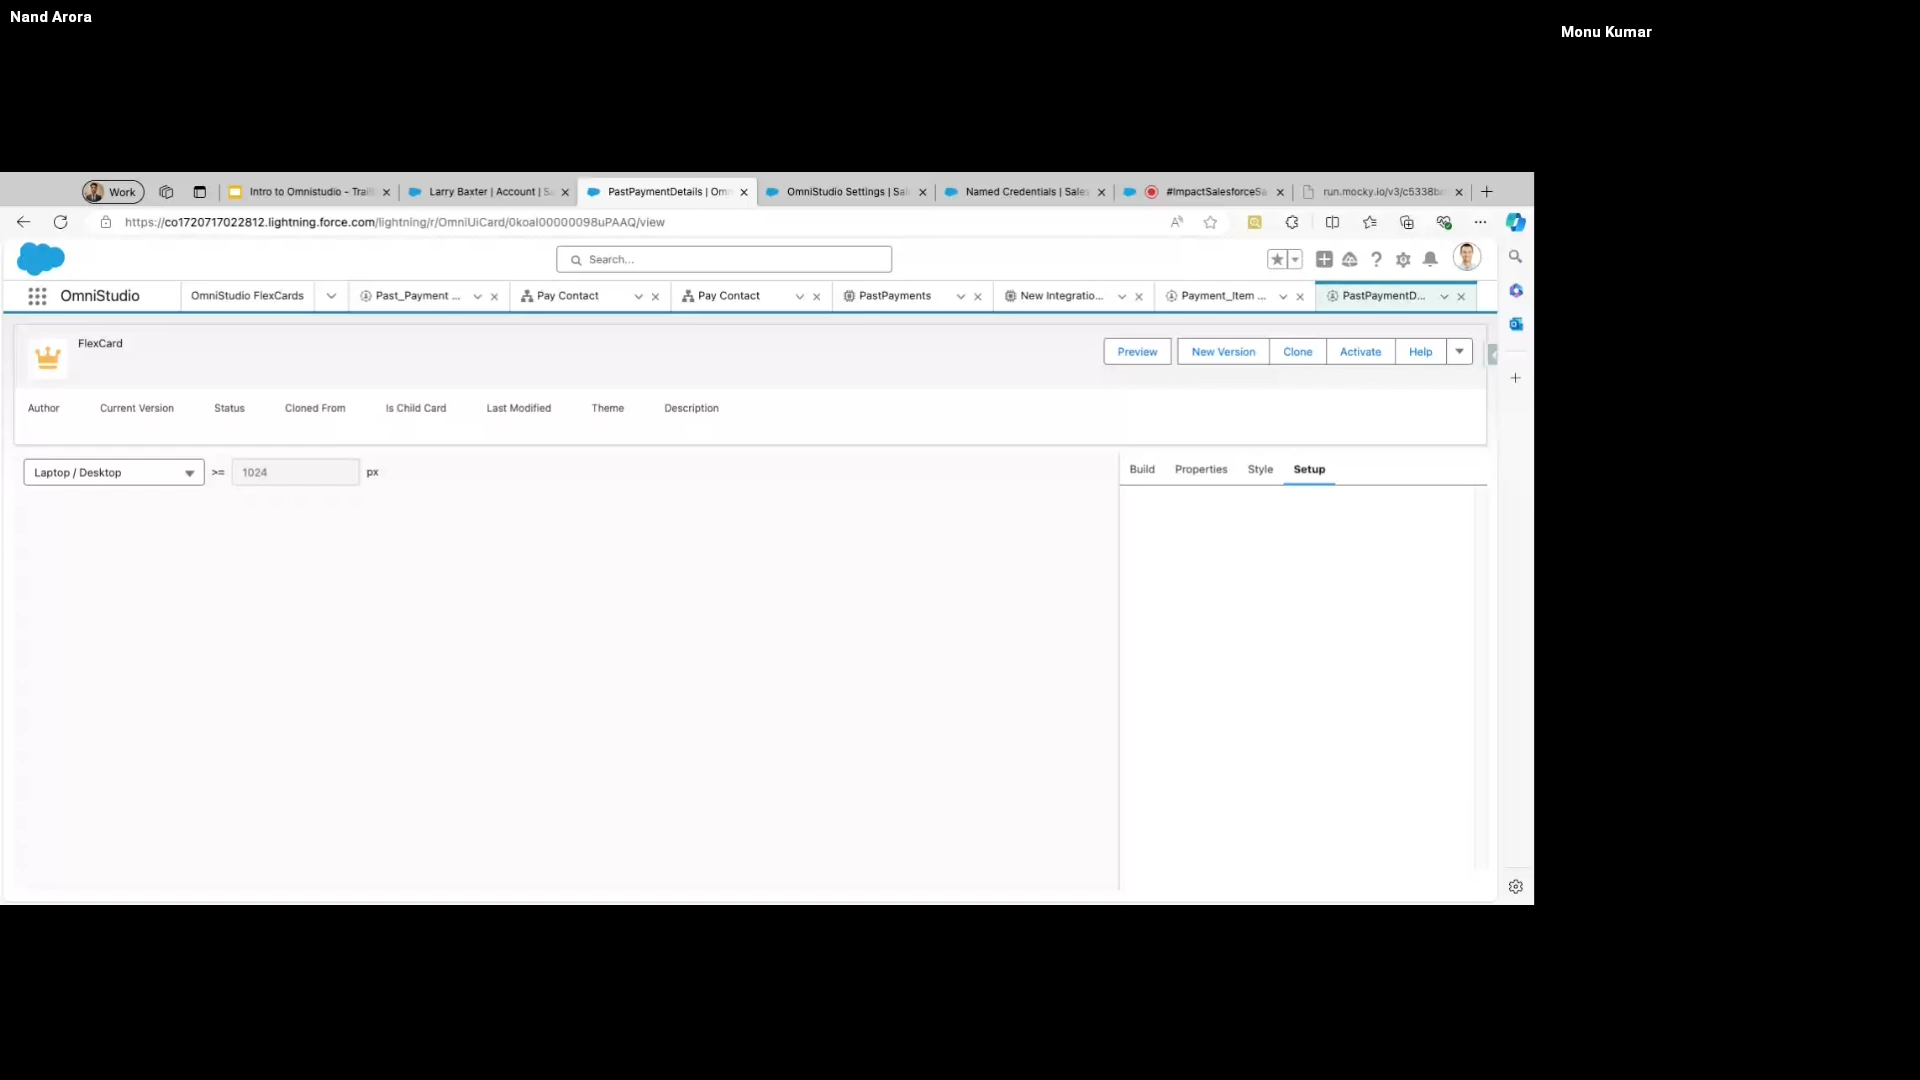 Nand Arora
Monu Kumar
Work
Intro to Omnistudio - Trail
Larry Baxter | Account | S
PastPaymentDetails | Om
OmniStudio Settings | Sal
Named Credentials | Sales
#ImpactSalesforceSa
run.mocky.io/v3/c5338b
https://co1720717022812.lightning.force.com/lightning/r/OmniUiCard/0koal00000098uPAAQ/view
Search...
OmniStudio
OmniStudio FlexCards
Past_Payment ...
Pay Contact
Pay Contact
PastPayments
New Integratio...
Payment_Item ...
PastPaymentD...
FlexCard
Preview
New Version
Clone
Activate
Help
Author
Current Version
Status
Cloned From
Is Child Card
Last Modified
Theme
Description
Laptop / Desktop
>=
1024
px
Build
Properties
Style
Setup